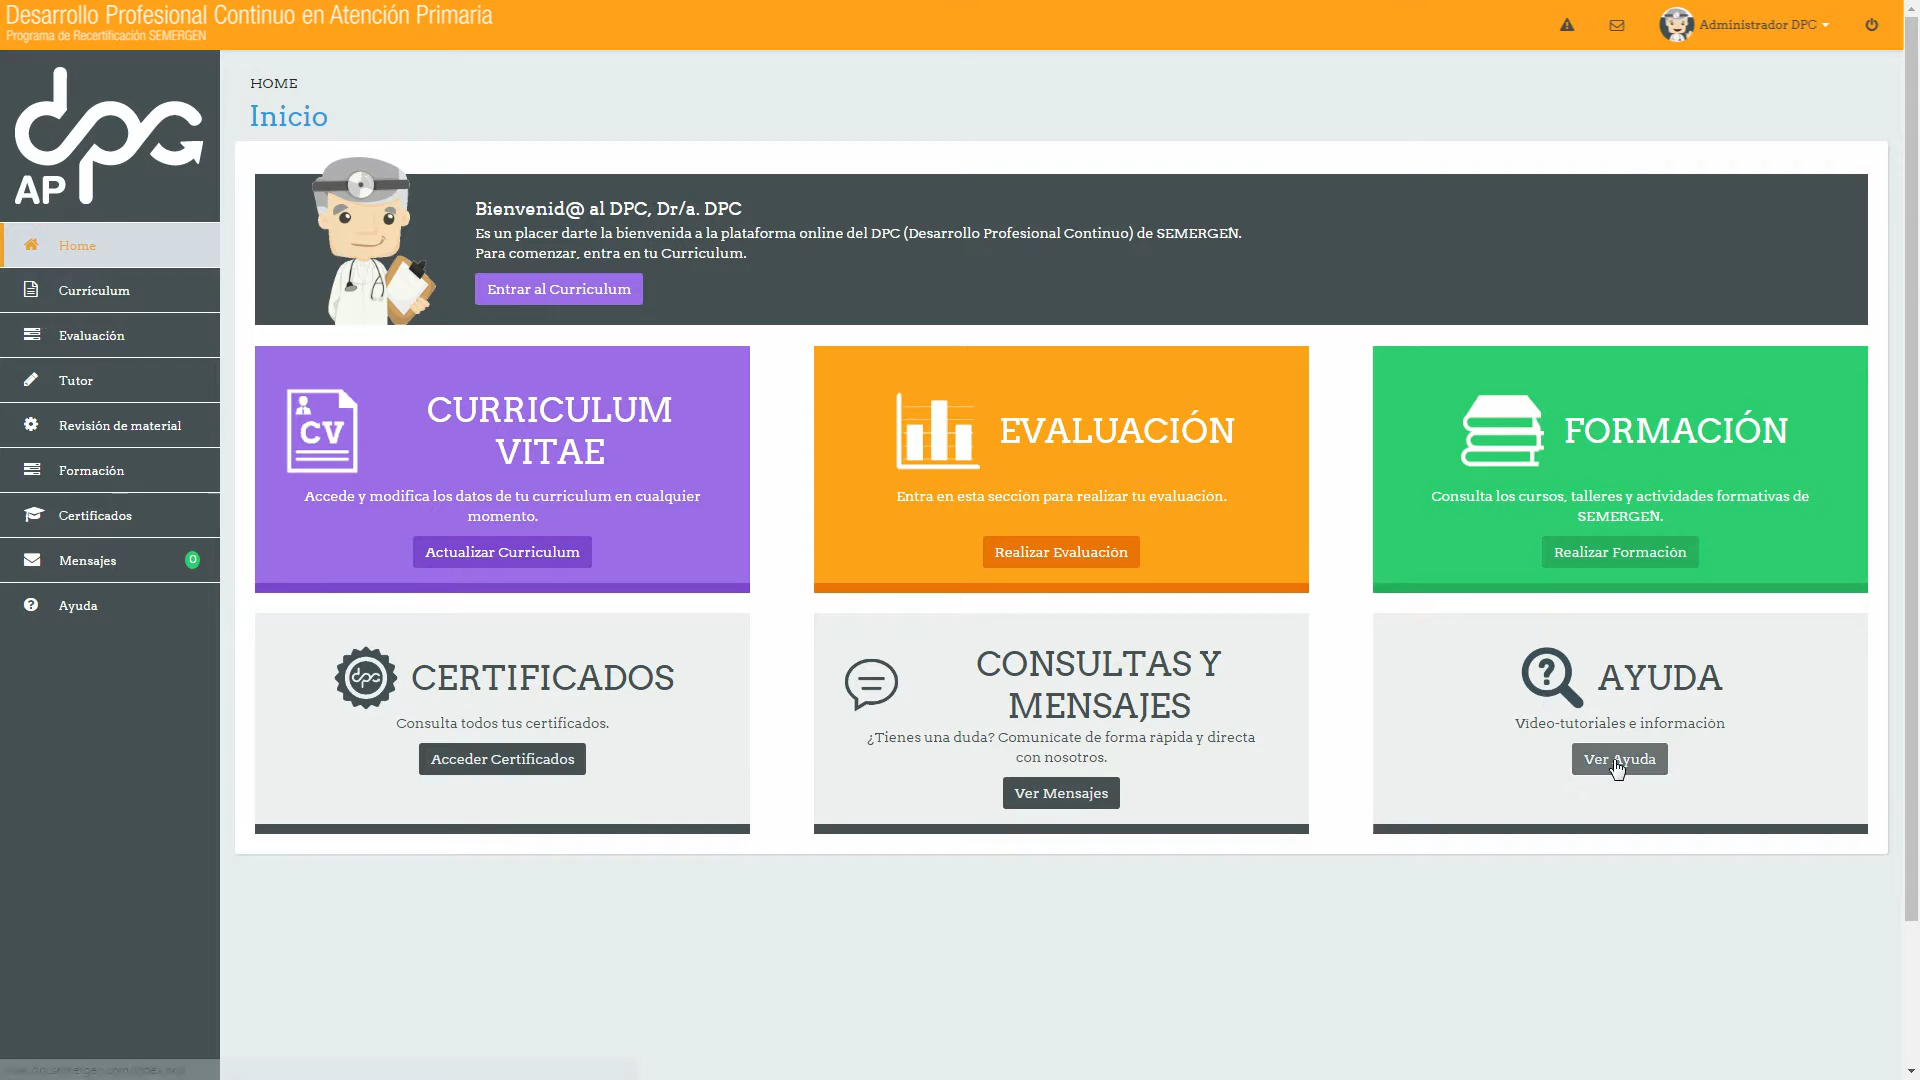 Desarrollo Profesional Continuo en Atención Primaria
Programa de Recertificación SEMERGEN
Administrador DPC
dpc
AP
Home
Currículum
Evaluación
Tutor
Revisión de material
Formación
Certificados
Mensajes 0
Ayuda
HOME
Inicio
Bienvenid@ al DPC, Dr/a. DPC
Es un placer darte la bienvenida a la plataforma online del DPC (Desarrollo Profesional Continuo) de SEMERGEN.
Para comenzar, entra en tu Curriculum.
Entrar al Curriculum
CV
CURRICULUM
VITAE
Accede y modifica los datos de tu curriculum en cualquier
momento.
Actualizar Curriculum
EVALUACIÓN
Entra en esta sección para realizar tu evaluación.
Realizar Evaluación
FORMACIÓN
Consulta los cursos, talleres y actividades formativas de
SEMERGEN.
Realizar Formación
dpc
CERTIFICADOS
Consulta todos tus certificados.
Acceder Certificados
CONSULTAS Y
MENSAJES
¿Tienes una duda? Comunícate de forma rápida y directa
con nosotros.
Ver Mensajes
AYUDA
Vídeo-tutoriales e información
Ver Ayuda